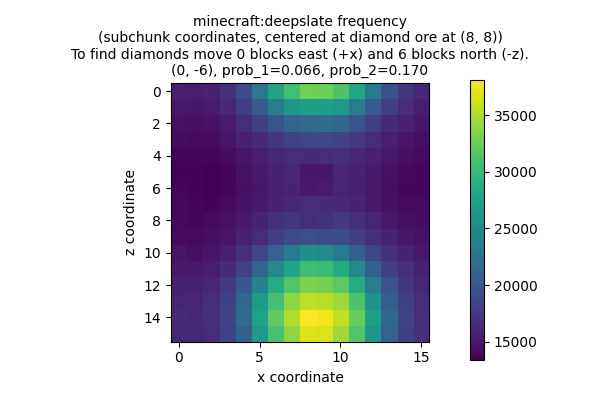 minecraft:deepslate frequency
(subchunk coordinates, centered at diamond ore at (8, 8))
To find diamonds move 0 blocks east (+x) and 6 blocks north (-z).
(0, -6), prob_1=0.066, prob_2=0.170
z coordinate
0
2
4
6
8
10
12
14
0 5 10 15
x coordinate
35000
30000
25000
20000
15000